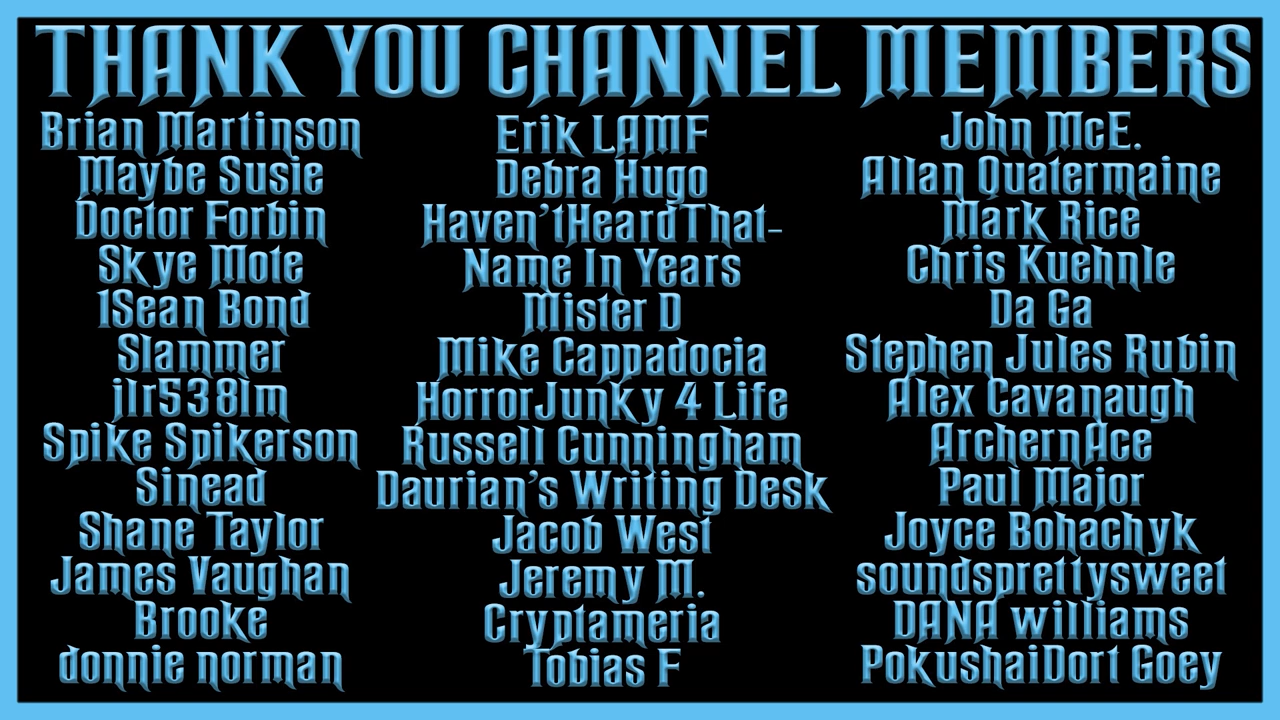 THANK YOU CHANNEL MEMBERS
Brian Martinson
Maybe Susie
Doctor Forbin
Skye Mote
1Sean Bond
Slammer
jlr5381m
Spike Spikerson
Sinead
Shane Taylor
James Vaughan
Brooke
donnie norman
Erik LAMF
Debra Hugo
Haven'tHeardThat-
Name In Years
Mister D
Mike Cappadocia
HorrorJunky 4 Life
Russell Cunningham
Daurian's Writing Desk
Jacob West
Jeremy M.
Cryptameria
Tobias F
John McE.
Allan Quatermaine
Mark Rice
Chris Kuehnle
Da Ga
Stephen Jules Rubin
Alex Cavanaugh
ArchernAce
Paul Major
Joyce Bohachyk
soundsprettysweet
DANA williams
PokushaiDort Goey